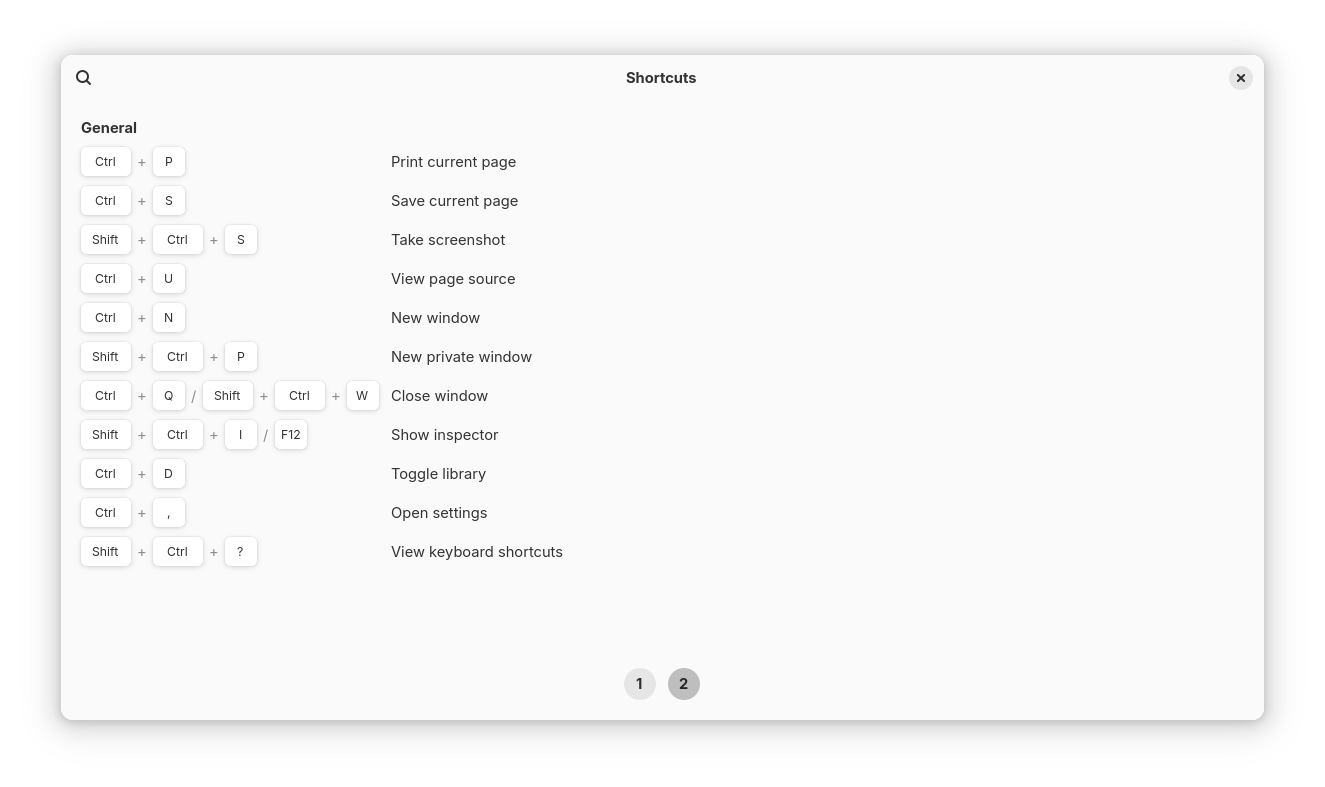 Shortcuts
General
Ctrl + P Print current page
Ctrl + S Save current page
Shift + Ctrl + S Take screenshot
Ctrl + U View page source
Ctrl + N New window
Shift + Ctrl + P New private window
Ctrl + Q / Shift + Ctrl + W Close window
Shift + Ctrl + I / F12 Show inspector
Ctrl + D Toggle library
Ctrl + , Open settings
Shift + Ctrl + ? View keyboard shortcuts
1 2